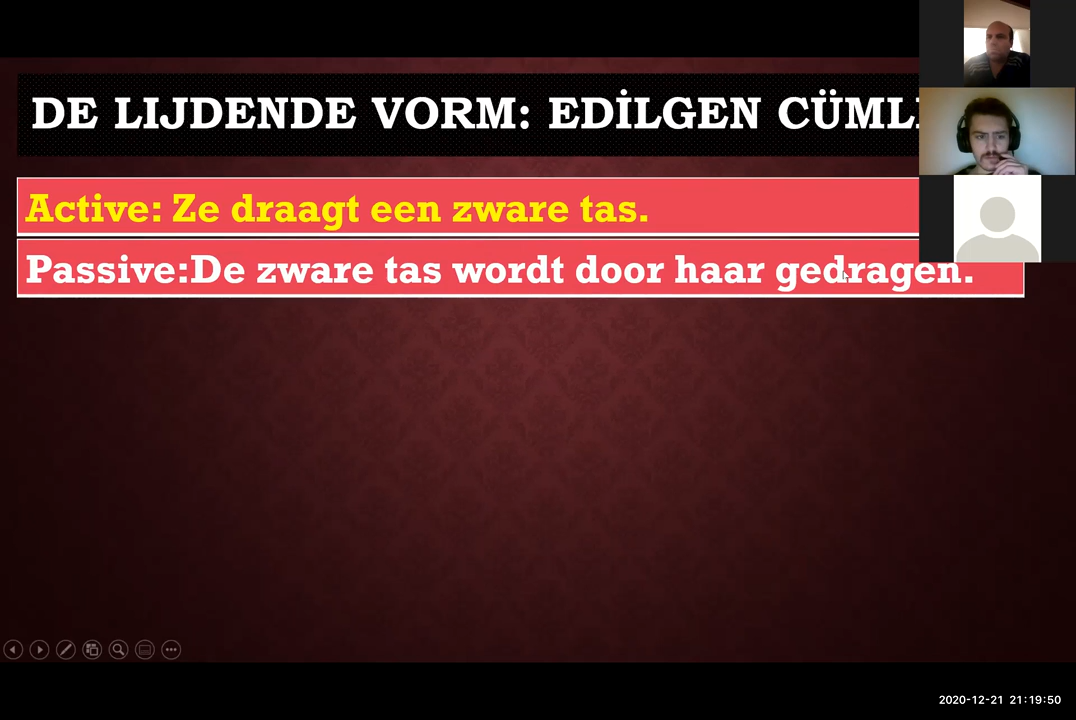 DE LIJDENDE VORM: EDİLGEN
Active: Ze draagt een zware tas.
Passive:De zware tas wordt door haar gedragen.
2020-12-21 21:19:50